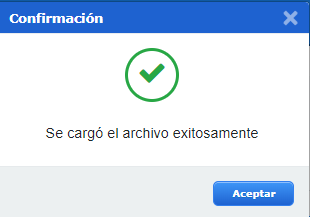 Confirmación
Se cargó el archivo exitosamente
Aceptar